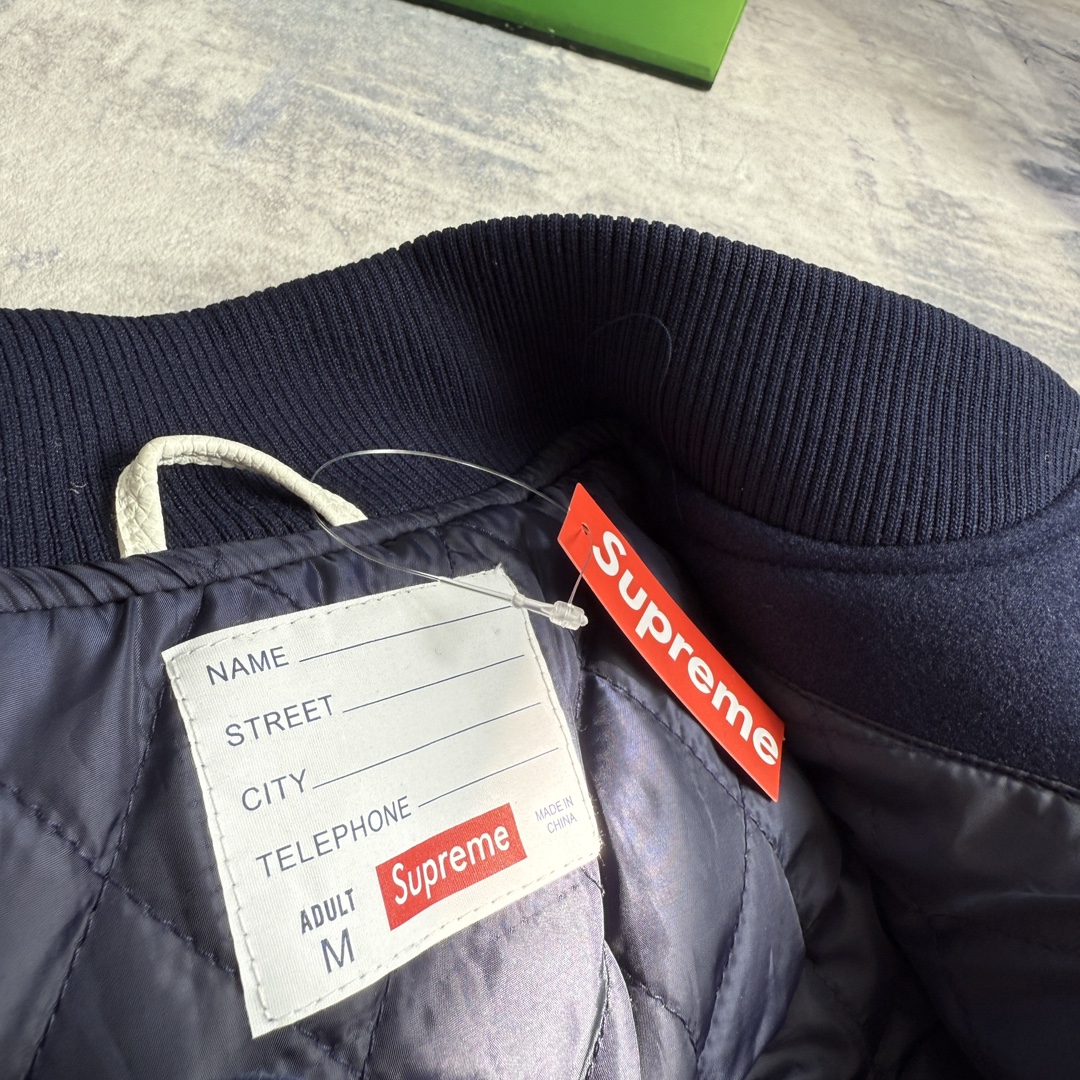 NAME
STREET
CITY
TELEPHONE
ADULT
M
Supreme
MADE IN
CHINA
Supreme